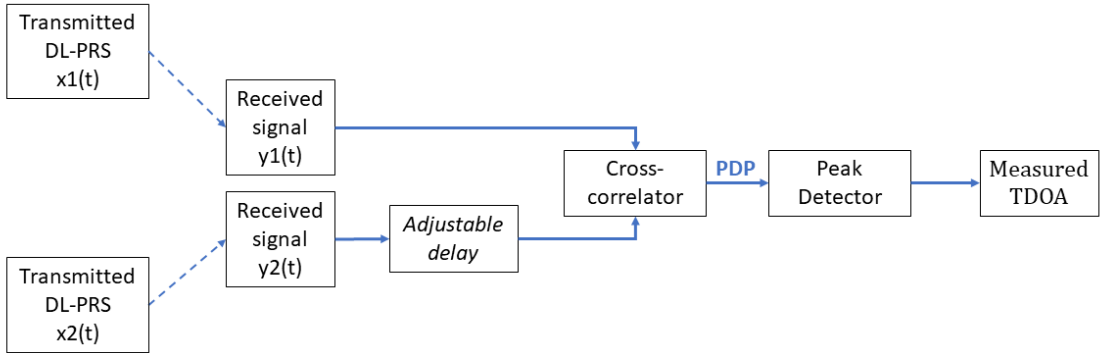 Transmitted
DL-PRS
x1(t)
Received
signal
y1(t)
Cross-
correlator
PDP
Peak
Detector
Measured
TDOA
Received
signal
y2(t)
Adjustable
delay
Transmitted
DL-PRS
x2(t)